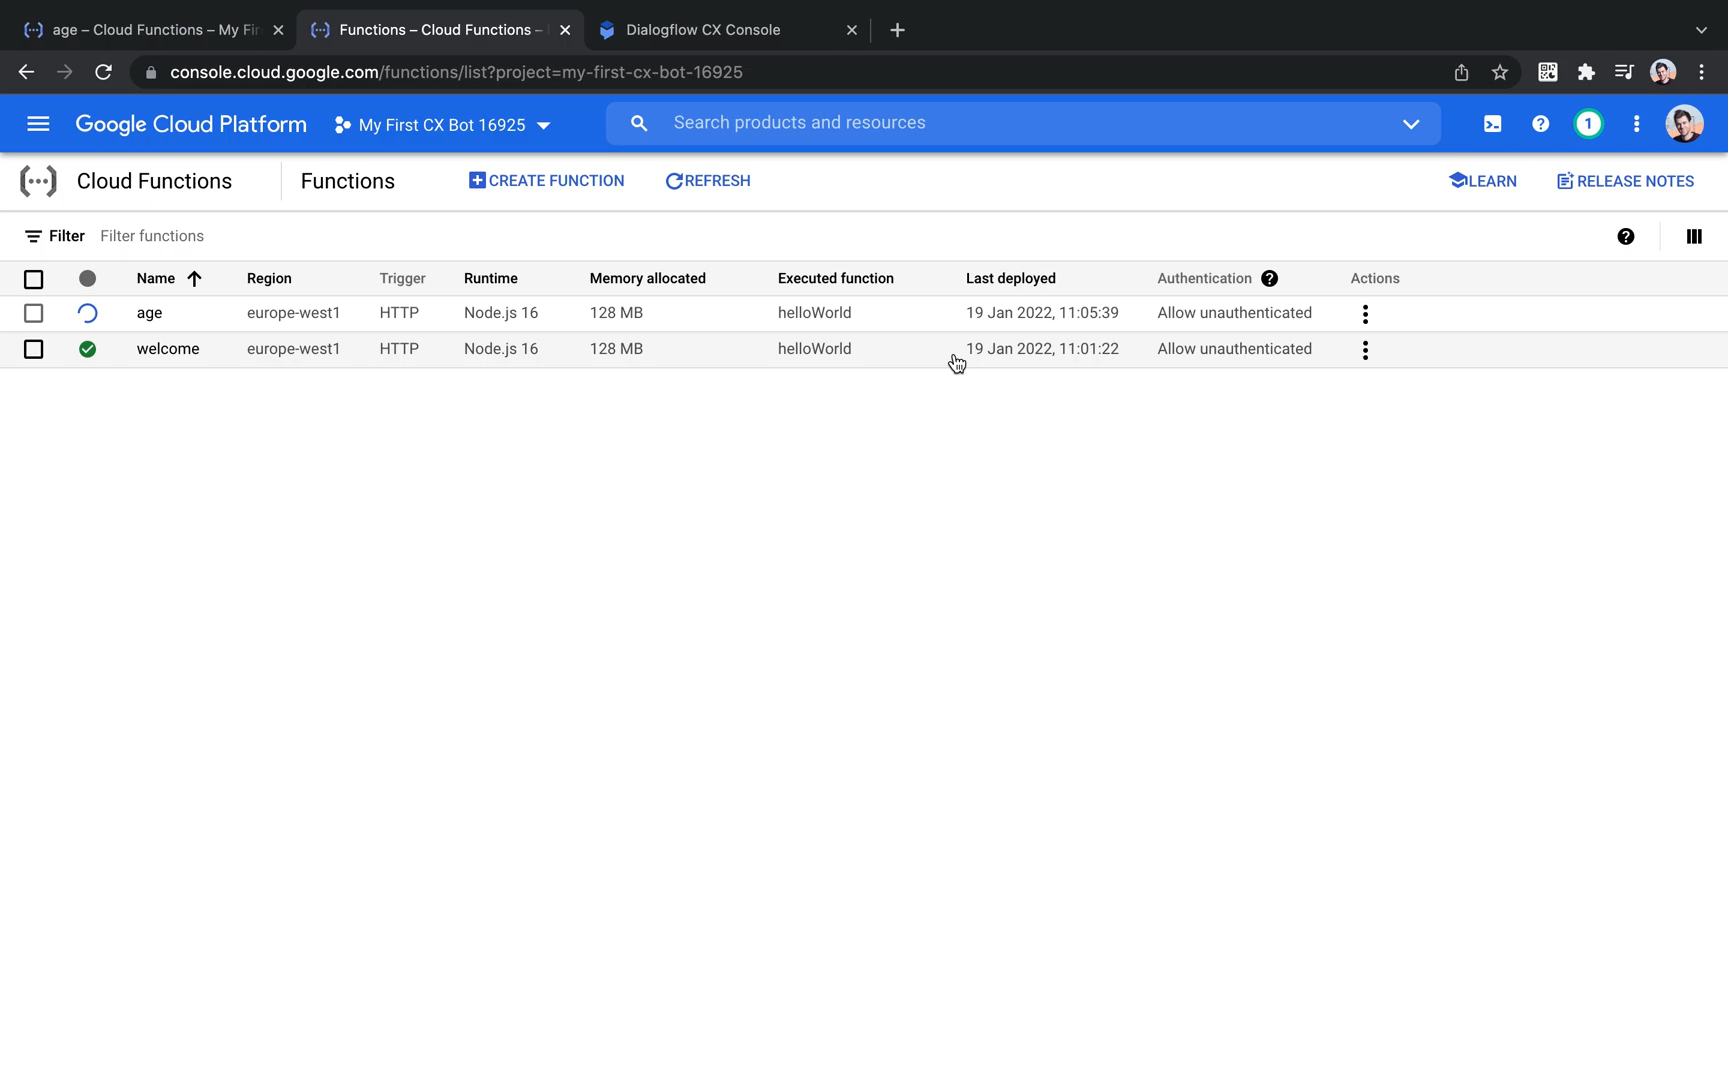 age – Cloud Functions – My Fir
Functions – Cloud Functions –
Dialogflow CX Console
console.cloud.google.com/functions/list?project=my-first-cx-bot-16925
Google Cloud Platform
My First CX Bot 16925
Search products and resources
1
Cloud Functions
Functions
CREATE FUNCTION
REFRESH
LEARN
RELEASE NOTES
Filter Filter functions
Name Region Trigger Runtime Memory allocated Executed function Last deployed Authentication Actions
age europe-west1 HTTP Node.js 16 128 MB helloWorld 19 Jan 2022, 11:05:39 Allow unauthenticated
welcome europe-west1 HTTP Node.js 16 128 MB helloWorld 19 Jan 2022, 11:01:22 Allow unauthenticated